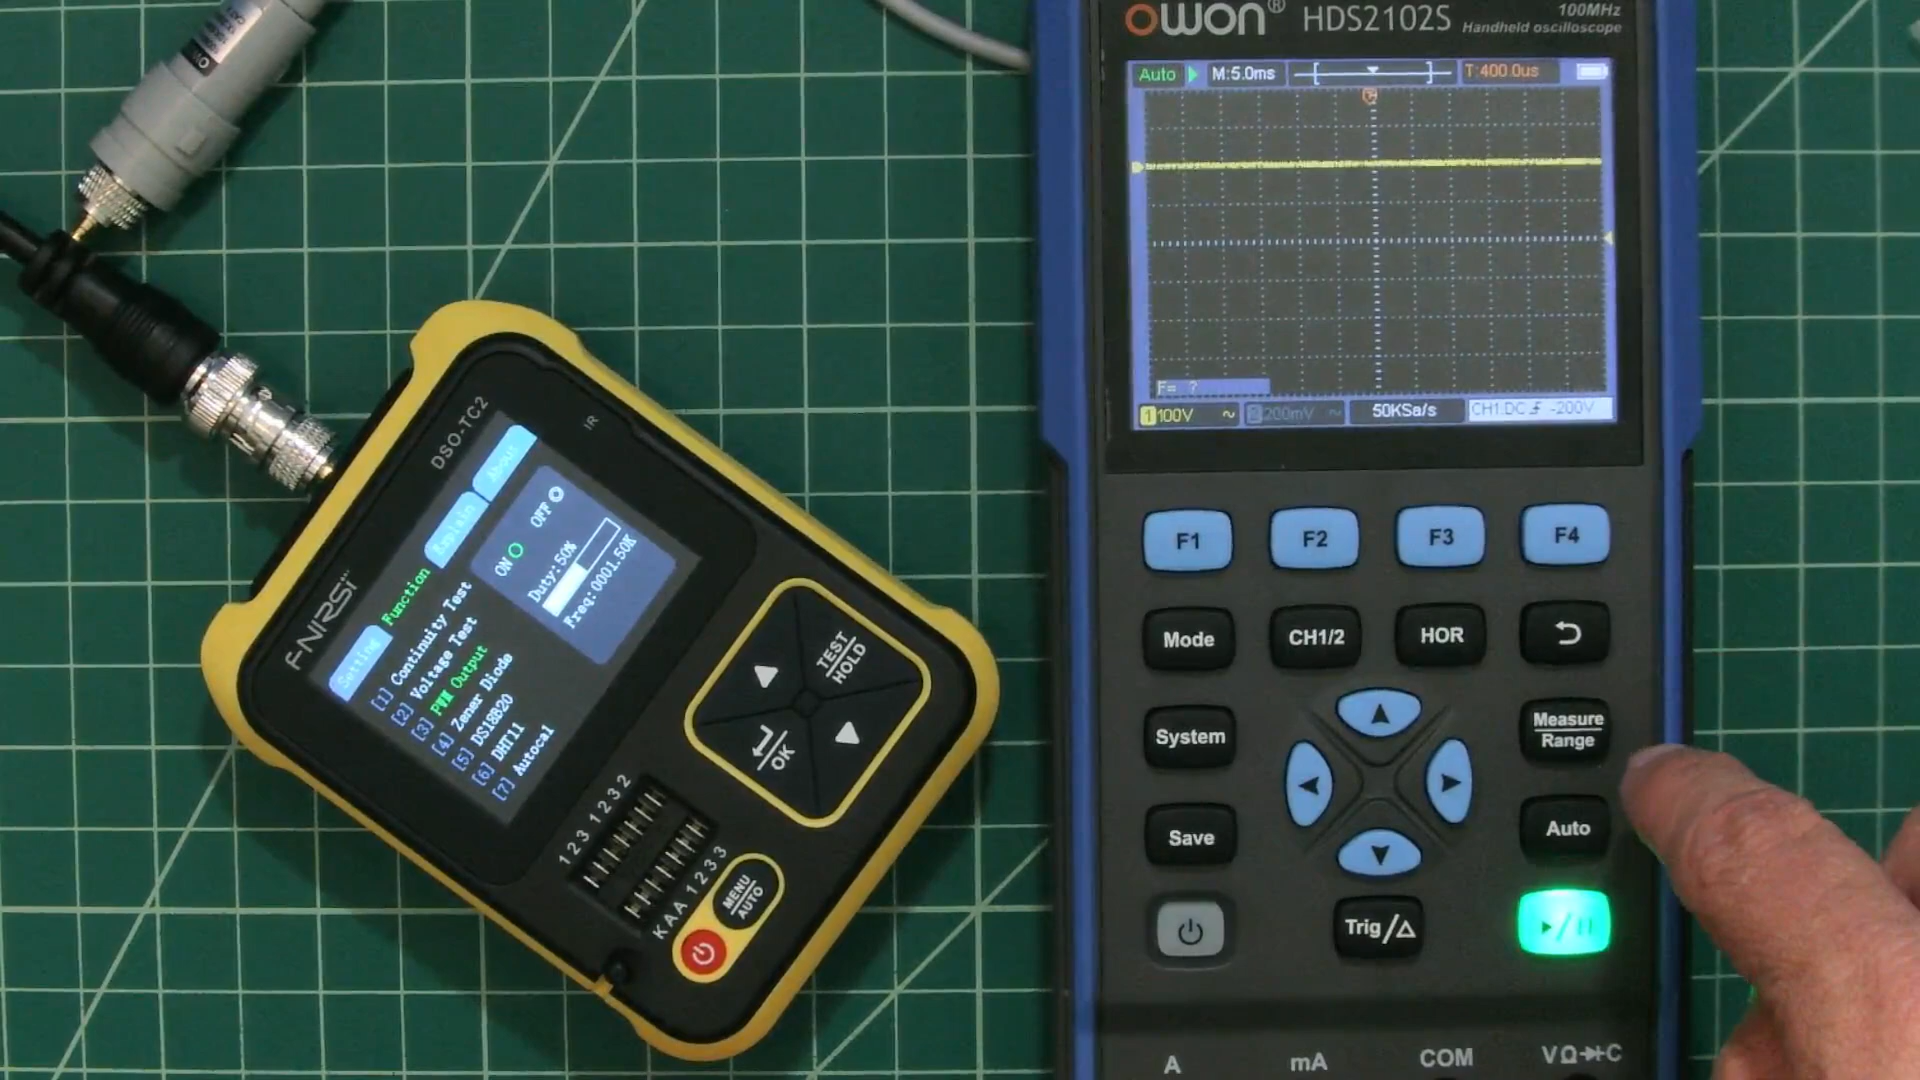 owon® HDS2102S 100MHz
Handheld oscilloscope
Auto M:5.0ms T:400.0us
F= ?
1 100V ~ 2 200mV ~ 50KSa/s CH1:DC -200V
F1 F2 F3 F4
Mode CH1/2 HOR
System Measure
Range
Save Auto
Trig/△
A mA COM VΩC
FNIRSI
DSO-TC2
IR
Setting Function Explain About
[1] Continuity Test
[2] Voltage Test
[3] PWM Output
[4] Zener Diode
[5] DS18B20
[6] DHT11
[7] Autocal
ON OFF
Duty:50%
Freq:0001.50K
TEST
HOLD
OK
MENU
AUTO
1 2 3 1 2 3 2
K A A 1 2 3 3